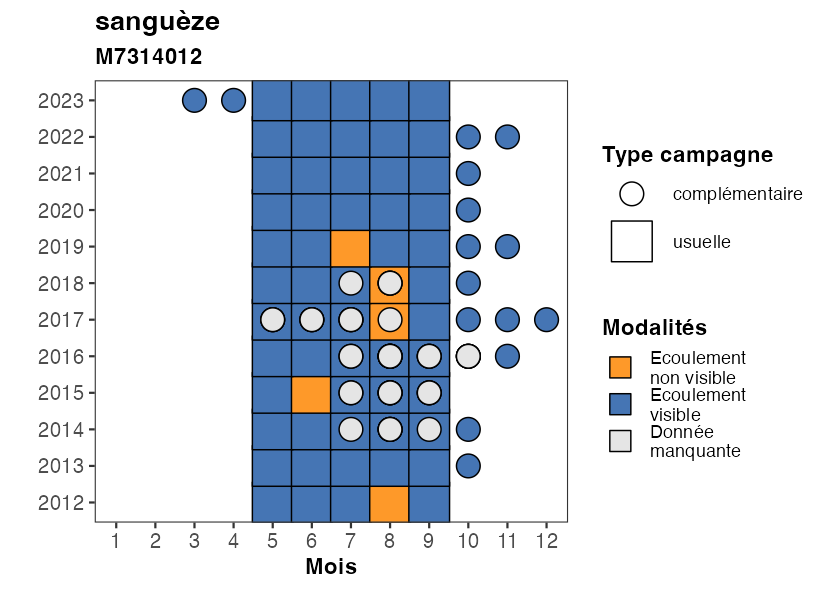 sanguèze
M7314012
2023
2022
2021
2020
2019
2018
2017
2016
2015
2014
2013
2012
1 2 3 4 5 6 7 8 9 10 11 12
Mois
Type campagne
complémentaire
usuelle
Modalités
Ecoulement
non visible
Ecoulement
visible
Donnée
manquante